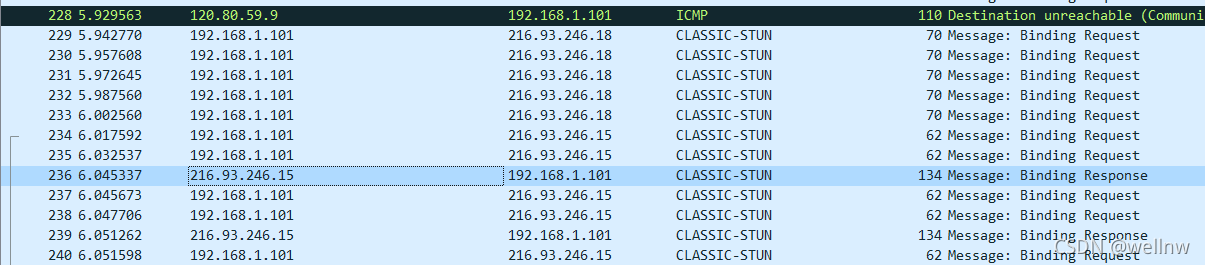 228 5.929563 120.80.59.9 192.168.1.101 ICMP 110 Destination unreachable (Communi
229 5.942770 192.168.1.101 216.93.246.18 CLASSIC-STUN 70 Message: Binding Request
230 5.957608 192.168.1.101 216.93.246.18 CLASSIC-STUN 70 Message: Binding Request
231 5.972645 192.168.1.101 216.93.246.18 CLASSIC-STUN 70 Message: Binding Request
232 5.987560 192.168.1.101 216.93.246.18 CLASSIC-STUN 70 Message: Binding Request
233 6.002560 192.168.1.101 216.93.246.18 CLASSIC-STUN 70 Message: Binding Request
234 6.017592 192.168.1.101 216.93.246.15 CLASSIC-STUN 62 Message: Binding Request
235 6.032537 192.168.1.101 216.93.246.15 CLASSIC-STUN 62 Message: Binding Request
236 6.045337 216.93.246.15 192.168.1.101 CLASSIC-STUN 134 Message: Binding Response
237 6.045673 192.168.1.101 216.93.246.15 CLASSIC-STUN 62 Message: Binding Request
238 6.047706 192.168.1.101 216.93.246.15 CLASSIC-STUN 62 Message: Binding Request
239 6.051262 216.93.246.15 192.168.1.101 CLASSIC-STUN 134 Message: Binding Response
240 6.051598 192.168.1.101 216.93.246.15 CLASSIC-STUN 62 Message: Binding Request
CSDN @wellnw